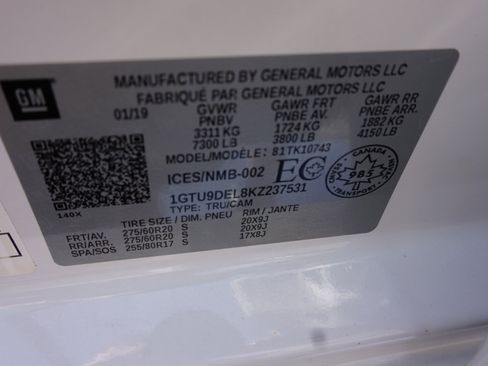 GM
MANUFACTURED BY GENERAL MOTORS LLC
FABRIQUÉ PAR GENERAL MOTORS LLC
01/19 GVWR GAWR FRT GAWR RR
PNBV PNBE AV. PNBE ARR.
3311 KG 1724 KG 1882 KG
7300 LB 3800 LB 4150 LB
MODEL/MODÈLE: 81TK10743
ICES/NMB-002 EC CANADA 985
1GTU9DEL8KZ237531
149X TYPE: TRU/CAM
TIRE SIZE / DIM. PNEU RIM / JANTE
FRT/AV. 275/60R20 S 20X9J
RR/ARR. 275/60R20 S 20X9J
SPA/SOS 255/80R17 S 17X8J